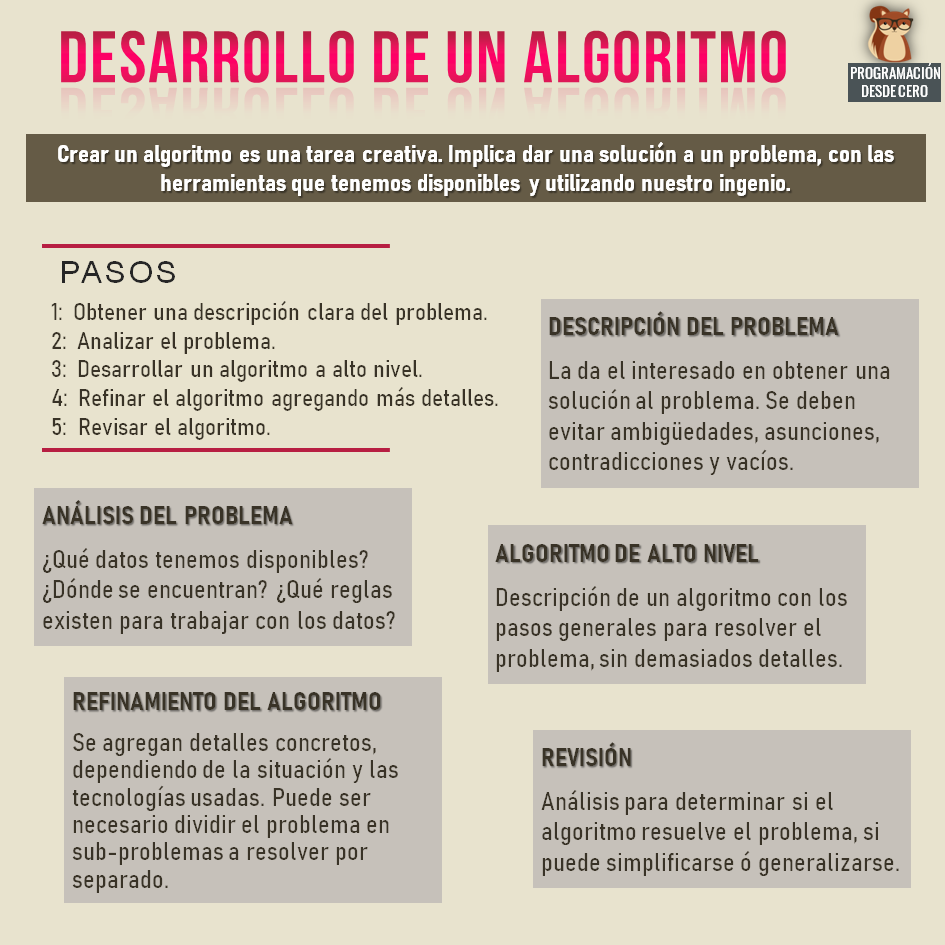 DESARROLLO DE UN ALGORITMO
PROGRAMACIÓN
DESDE CERO
Crear un algoritmo es una tarea creativa. Implica dar una solución a un problema, con las
herramientas que tenemos disponibles y utilizando nuestro ingenio.
PASOS
1: Obtener una descripción clara del problema.
2: Analizar el problema.
3: Desarrollar un algoritmo a alto nivel.
4: Refinar el algoritmo agregando más detalles.
5: Revisar el algoritmo.
DESCRIPCIÓN DEL PROBLEMA
La da el interesado en obtener una
solución al problema. Se deben
evitar ambigüedades, asunciones,
contradicciones y vacíos.
ANÁLISIS DEL PROBLEMA
¿Qué datos tenemos disponibles?
¿Dónde se encuentran? ¿Qué reglas
existen para trabajar con los datos?
ALGORITMO DE ALTO NIVEL
Descripción de un algoritmo con los
pasos generales para resolver el
problema, sin demasiados detalles.
REFINAMIENTO DEL ALGORITMO
Se agregan detalles concretos,
dependiendo de la situación y las
tecnologías usadas. Puede ser
necesario dividir el problema en
sub-problemas a resolver por
separado.
REVISIÓN
Análisis para determinar si el
algoritmo resuelve el problema, si
puede simplificarse ó generalizarse.